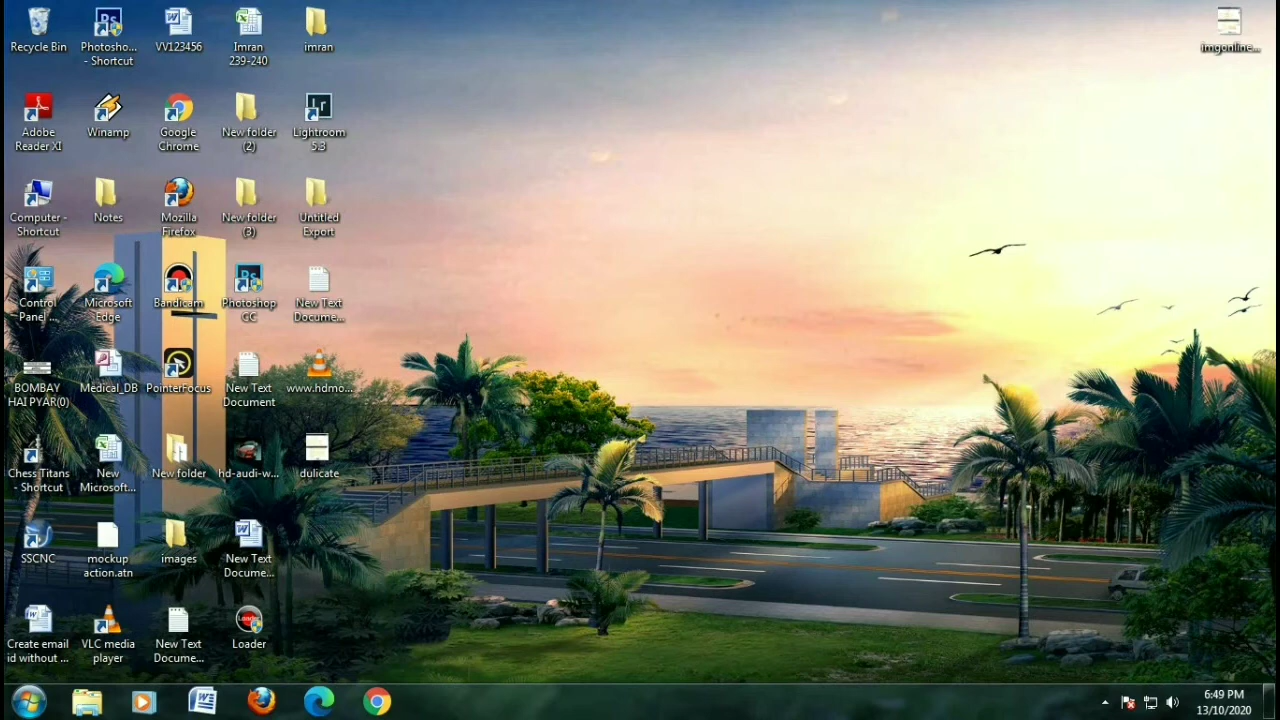 Recycle Bin
Photosho...
- Shortcut
VV123456
Imran
239-240
imran
imgonline...
Adobe
Reader XI
Winamp
Google
Chrome
New folder
(2)
Lightroom
5.3
Computer -
Shortcut
Notes
Mozilla
Firefox
New folder
(3)
Untitled
Export
Control
Panel ...
Microsoft
Edge
Bandicam
Photoshop
CC
New Text
Docume...
BOMBAY
HAI PYAR(0)
Medical_DB
PointerFocus
New Text
Document
www.hdmo...
Chess Titans
- Shortcut
New
Microsoft...
New folder
hd-audi-w...
dulicate
SSCNC
mockup
action.atn
images
New Text
Docume...
Create email
id without ...
VLC media
player
New Text
Docume...
Loader
6:49 PM
13/10/2020